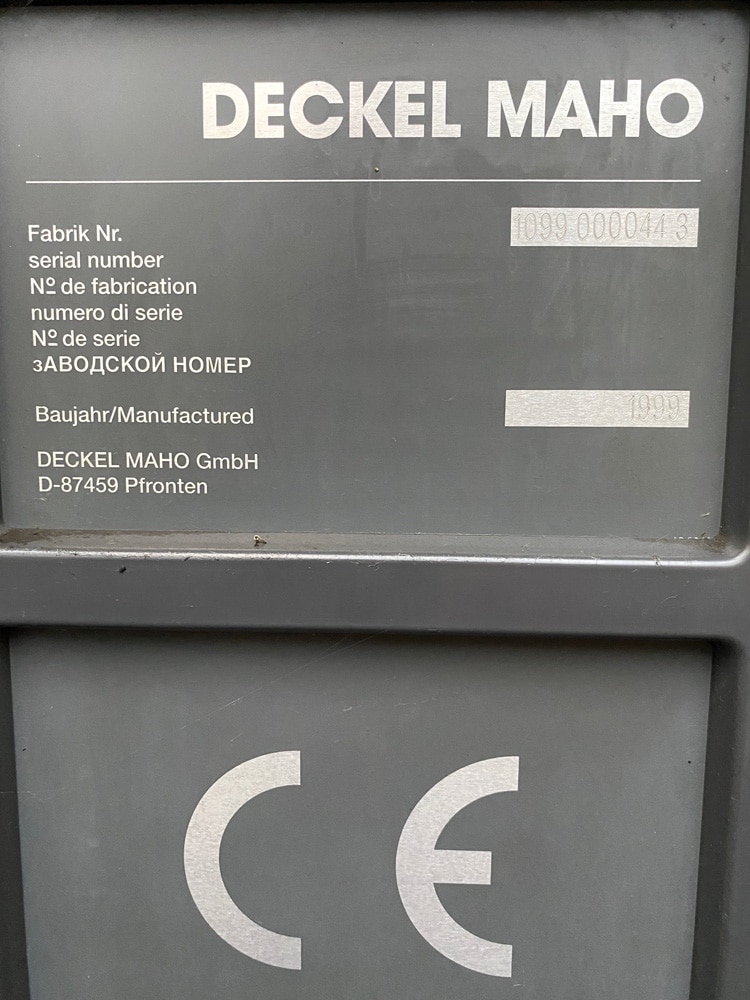 DECKEL MAHO
Fabrik Nr. 1099 000044 3
serial number
Nº de fabrication
numero di serie
Nº de serie
зАВОДСКОЙ НОМЕР
Baujahr/Manufactured 1999
DECKEL MAHO GmbH
D-87459 Pfronten
CE